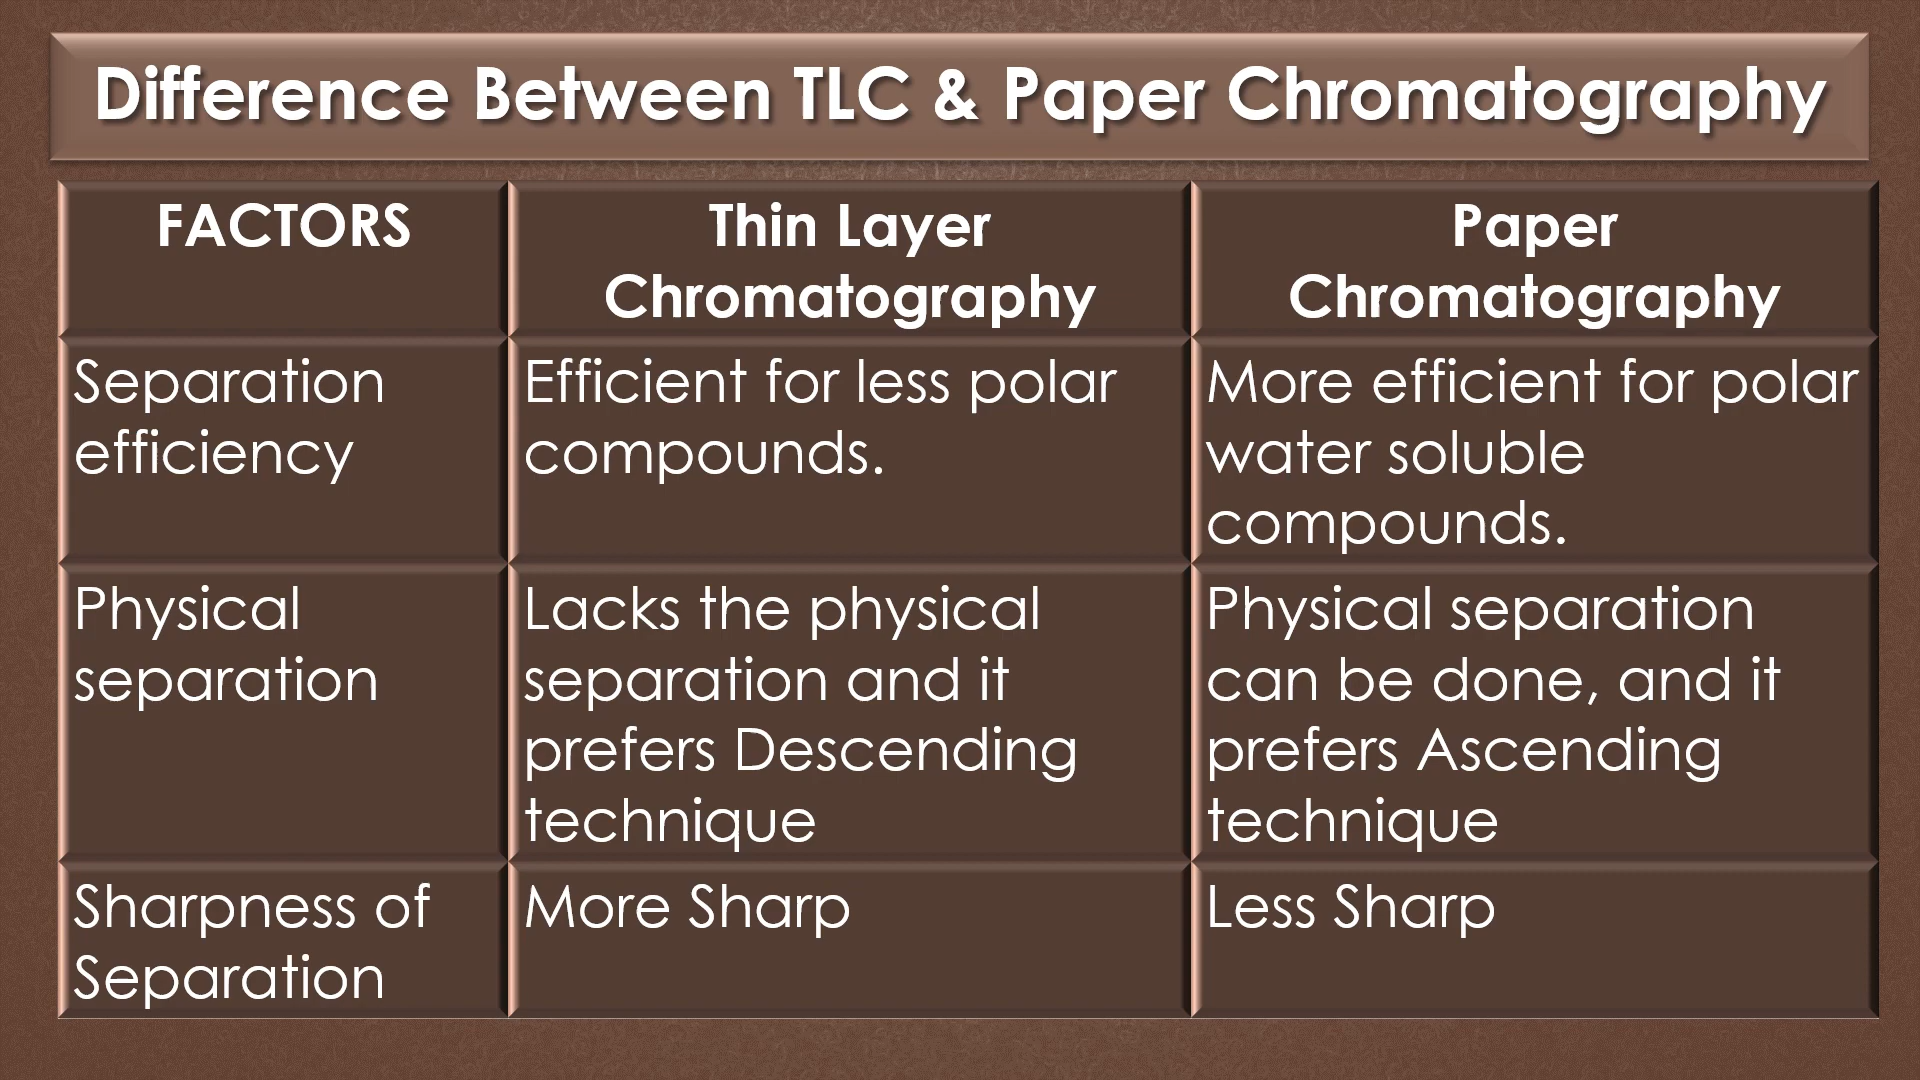 Difference Between TLC & Paper Chromatography
FACTORS
Thin Layer
Chromatography
Paper
Chromatography
Separation
efficiency
Efficient for less polar
compounds.
More efficient for polar
water soluble
compounds.
Physical
separation
Lacks the physical
separation and it
prefers Descending
technique
Physical separation
can be done, and it
prefers Ascending
technique
Sharpness of
Separation
More Sharp
Less Sharp